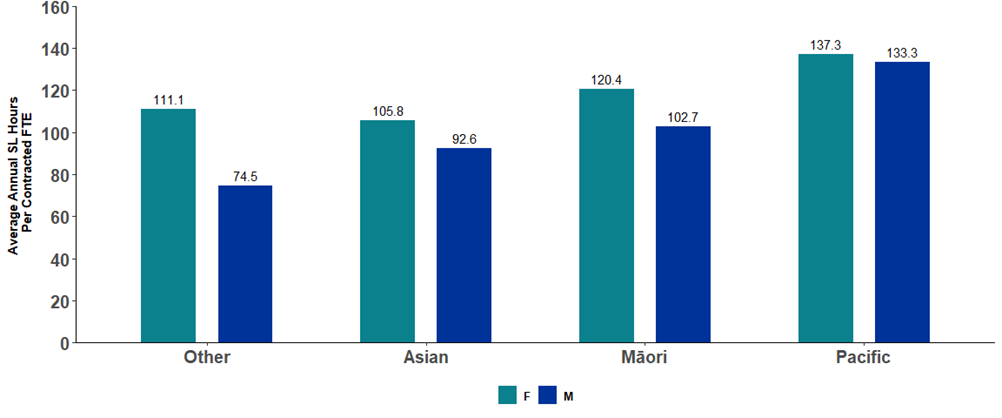 Average Annual SL Hours
Per Contracted FTE
160
140
120
100
80
60
40
20
0
111.1
74.5
105.8
92.6
120.4
102.7
137.3
133.3
Other
Asian
Māori
Pacific
F
M